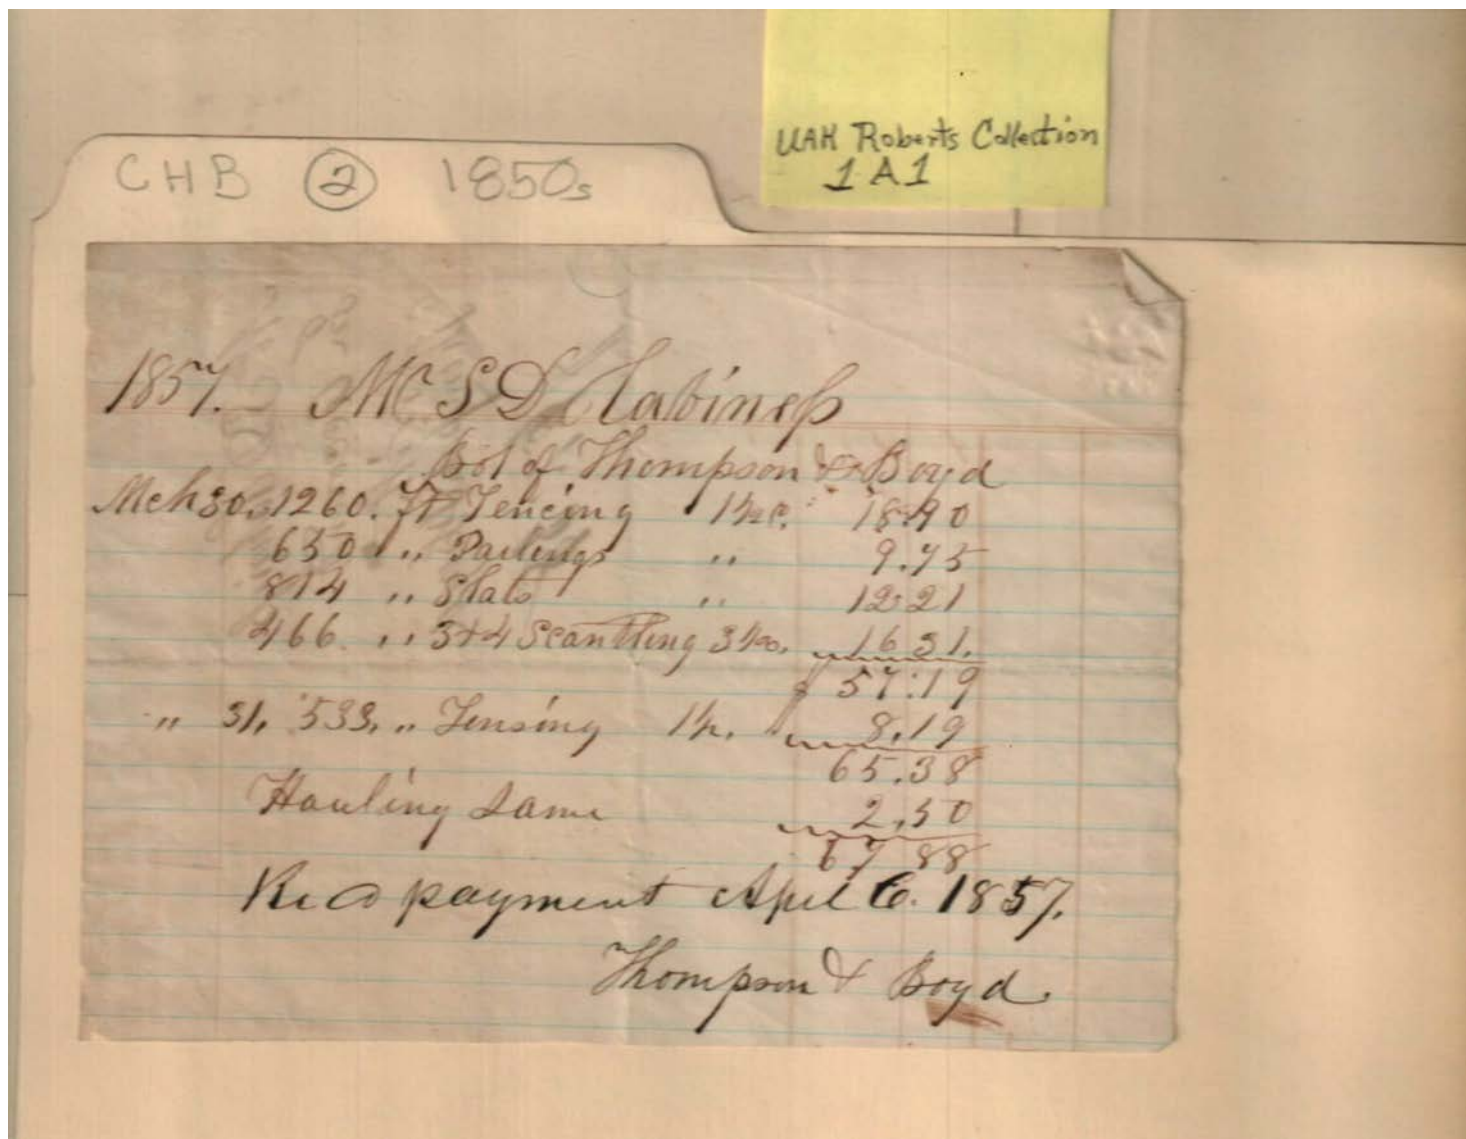 UAH Roberts Collection
1A1
CHB ② 1850s
1857. Mr S D Cabiness
Bot of Thompson & Boyd
Mch 30. 1260. Ft Fencing 1½c. 18.90
650 " Pailings " 9.75
814 " Slats " 12.21
466. " 3x4 Scantling 3½c. 16 31.
$ 57.19
" 31. 533. " Fensing 1½. 8.19
65.38
Hauling Same 2,50
67 88
Recd payment Apl 6. 1857.
Thompson & Boyd.